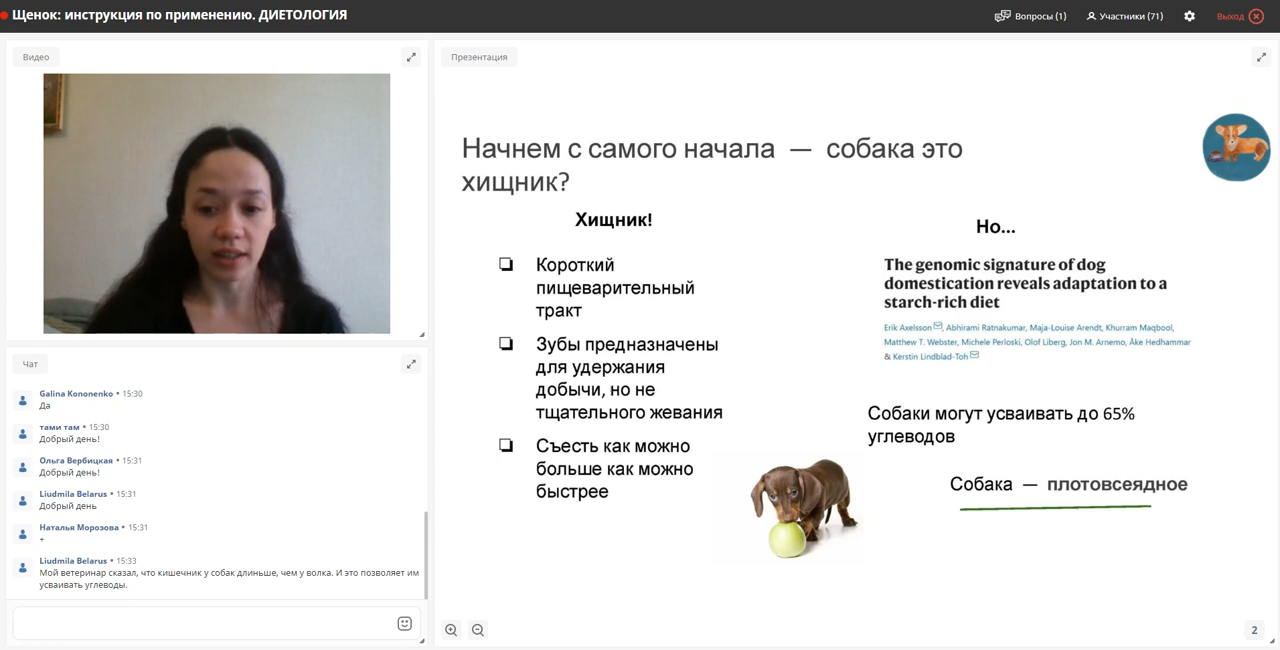 Щенок: инструкция по применению. ДИЕТОЛОГИЯ
Вопросы (1)
Участники (71)
Выход
Видео
Чат
Galina Kononenko • 15:30
Да
тами там • 15:30
Добрый день!
Ольга Вербицкая • 15:31
Добрый день!
Liudmila Belarus • 15:31
Добрый день
Наталья Морозова • 15:31
+
Liudmila Belarus • 15:33
Мой ветеринар сказал, что кишечник у собак длиньше, чем у волка. И это позволяет им
усваивать углеводы.
Презентация
Начнем с самого начала — собака это
хищник?
Хищник!
Короткий
пищеварительный
тракт
Зубы предназначены
для удержания
добычи, но не
тщательного жевания
Съесть как можно
больше как можно
быстрее
Но...
The genomic signature of dog
domestication reveals adaptation to a
starch-rich diet
Erik Axelsson, Abhirami Ratnakumar, Maja-Louise Arendt, Khurram Maqbool,
Matthew T. Webster, Michele Perloski, Olof Liberg, Jon M. Arnemo, Åke Hedhammar
& Kerstin Lindblad-Toh
Собаки могут усваивать до 65%
углеводов
Собака — плотовсеядное
2